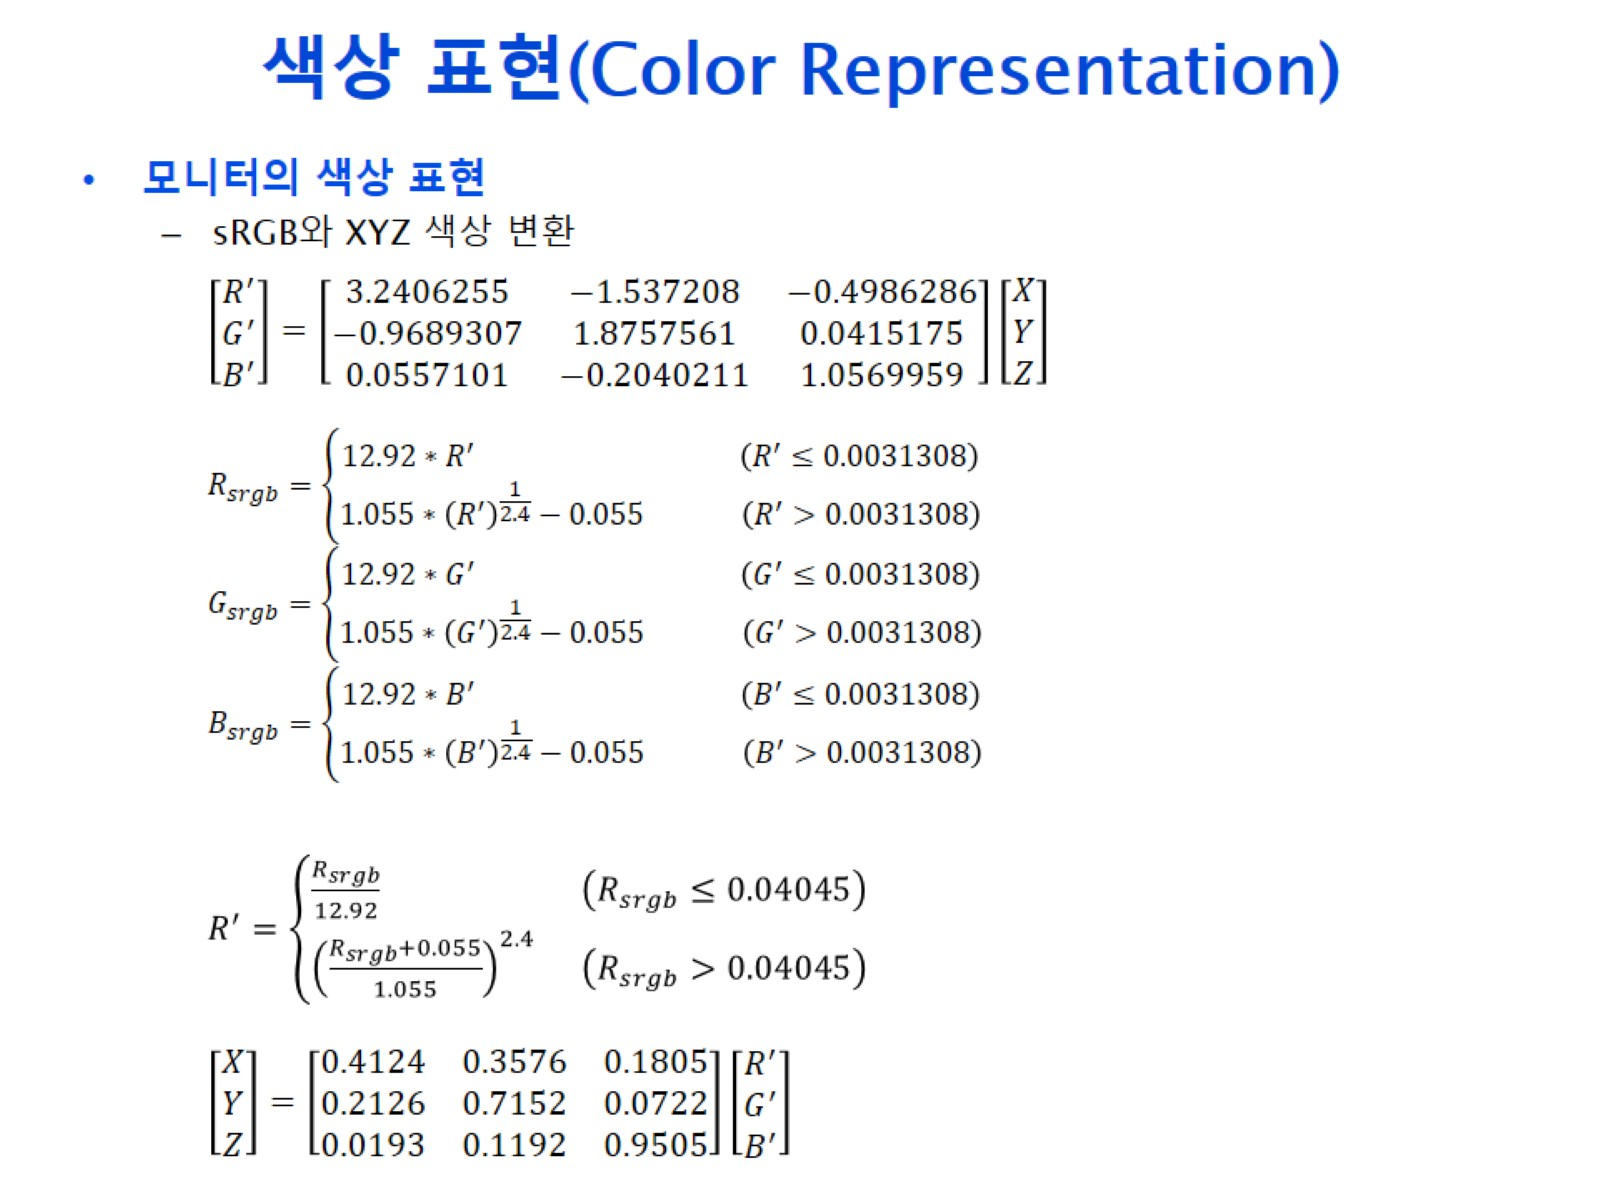 색상 표현(Color Representation)
• 모니터의 색상 표현
– sRGB와 XYZ 색상 변환
[R′ G′ B′] = [3.2406255 −1.537208 −0.4986286; −0.9689307 1.8757561 0.0415175; 0.0557101 −0.2040211 1.0569959] [X Y Z]
R_srgb = { 12.92 * R′ (R′ ≤ 0.0031308)
1.055 * (R′)^(1/2.4) − 0.055 (R′ > 0.0031308)
G_srgb = { 12.92 * G′ (G′ ≤ 0.0031308)
1.055 * (G′)^(1/2.4) − 0.055 (G′ > 0.0031308)
B_srgb = { 12.92 * B′ (B′ ≤ 0.0031308)
1.055 * (B′)^(1/2.4) − 0.055 (B′ > 0.0031308)
R′ = { R_srgb/12.92 (R_srgb ≤ 0.04045)
((R_srgb+0.055)/1.055)^2.4 (R_srgb > 0.04045)
[X Y Z] = [0.4124 0.3576 0.1805; 0.2126 0.7152 0.0722; 0.0193 0.1192 0.9505] [R′ G′ B′]